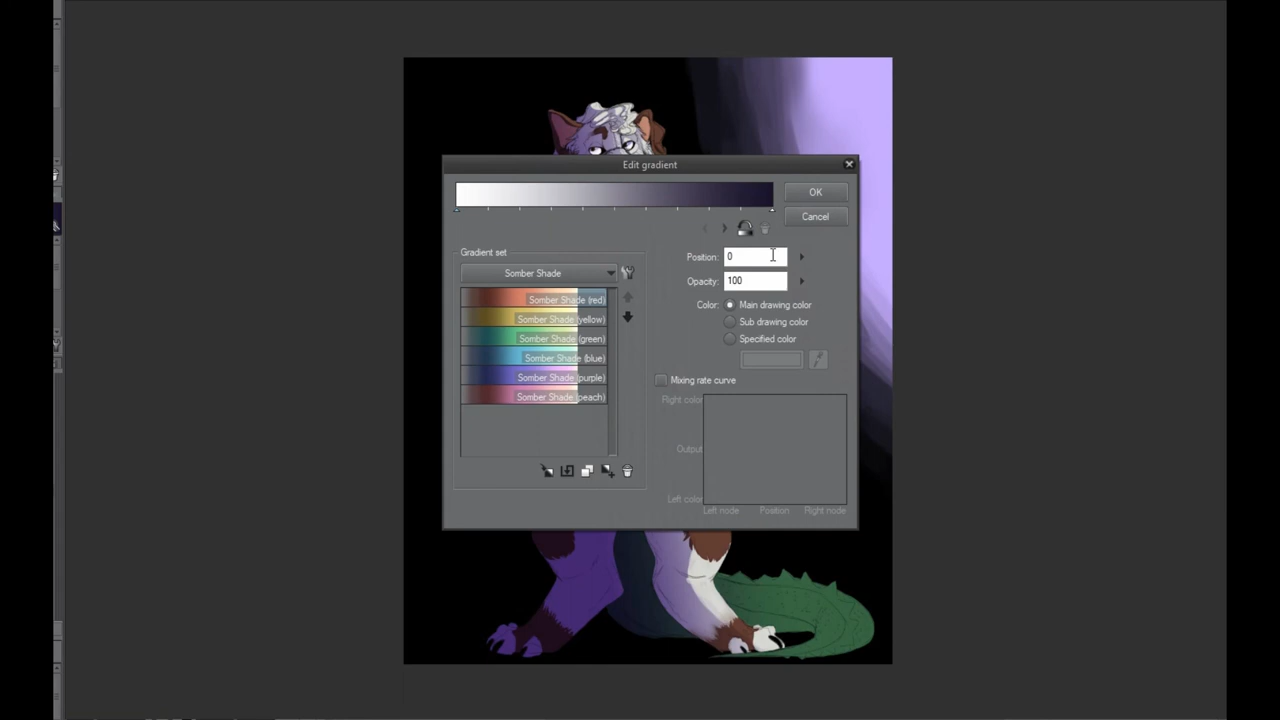 Edit gradient
OK
Cancel
Gradient set
Somber Shade
Somber Shade (red)
Somber Shade (yellow)
Somber Shade (green)
Somber Shade (blue)
Somber Shade (purple)
Somber Shade (peach)
Position: 0
Opacity: 100
Color: Main drawing color
Sub drawing color
Specified color
Mixing rate curve
Right color
Output
Left color
Left node Position Right node